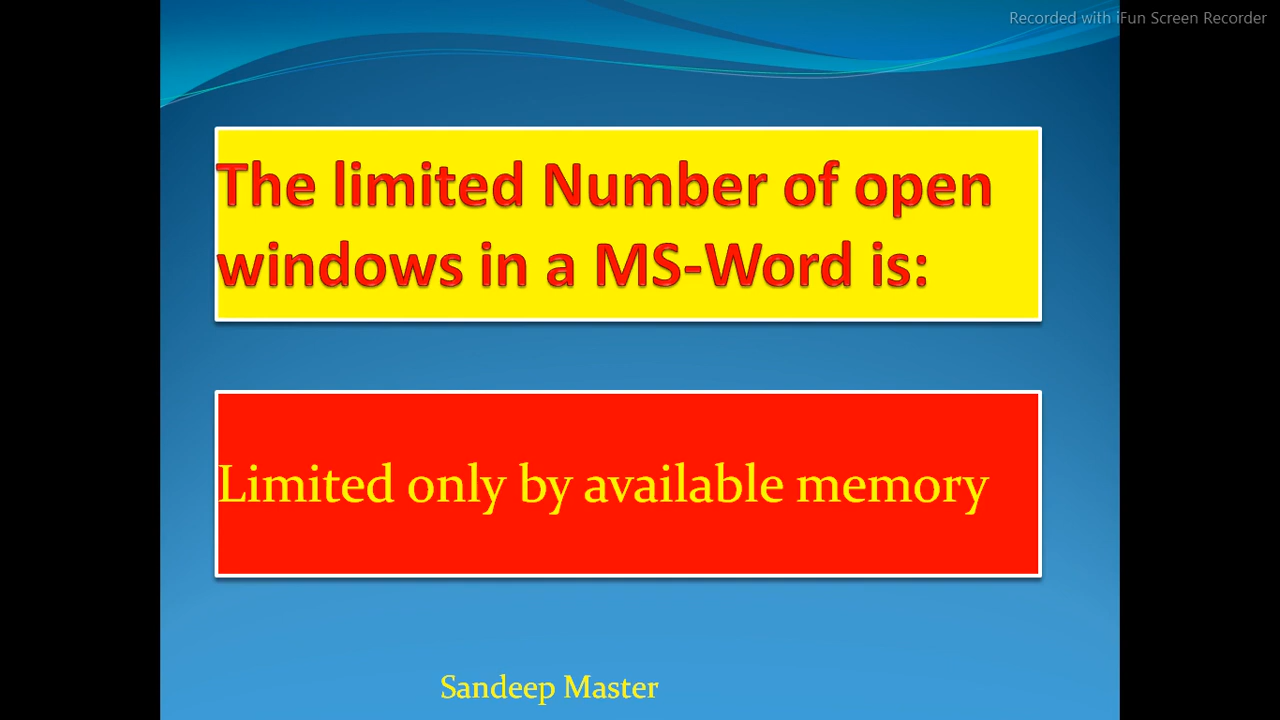 Recorded with iFun Screen Recorder
The limited Number of open
windows in a MS-Word is:
Limited only by available memory
Sandeep Master